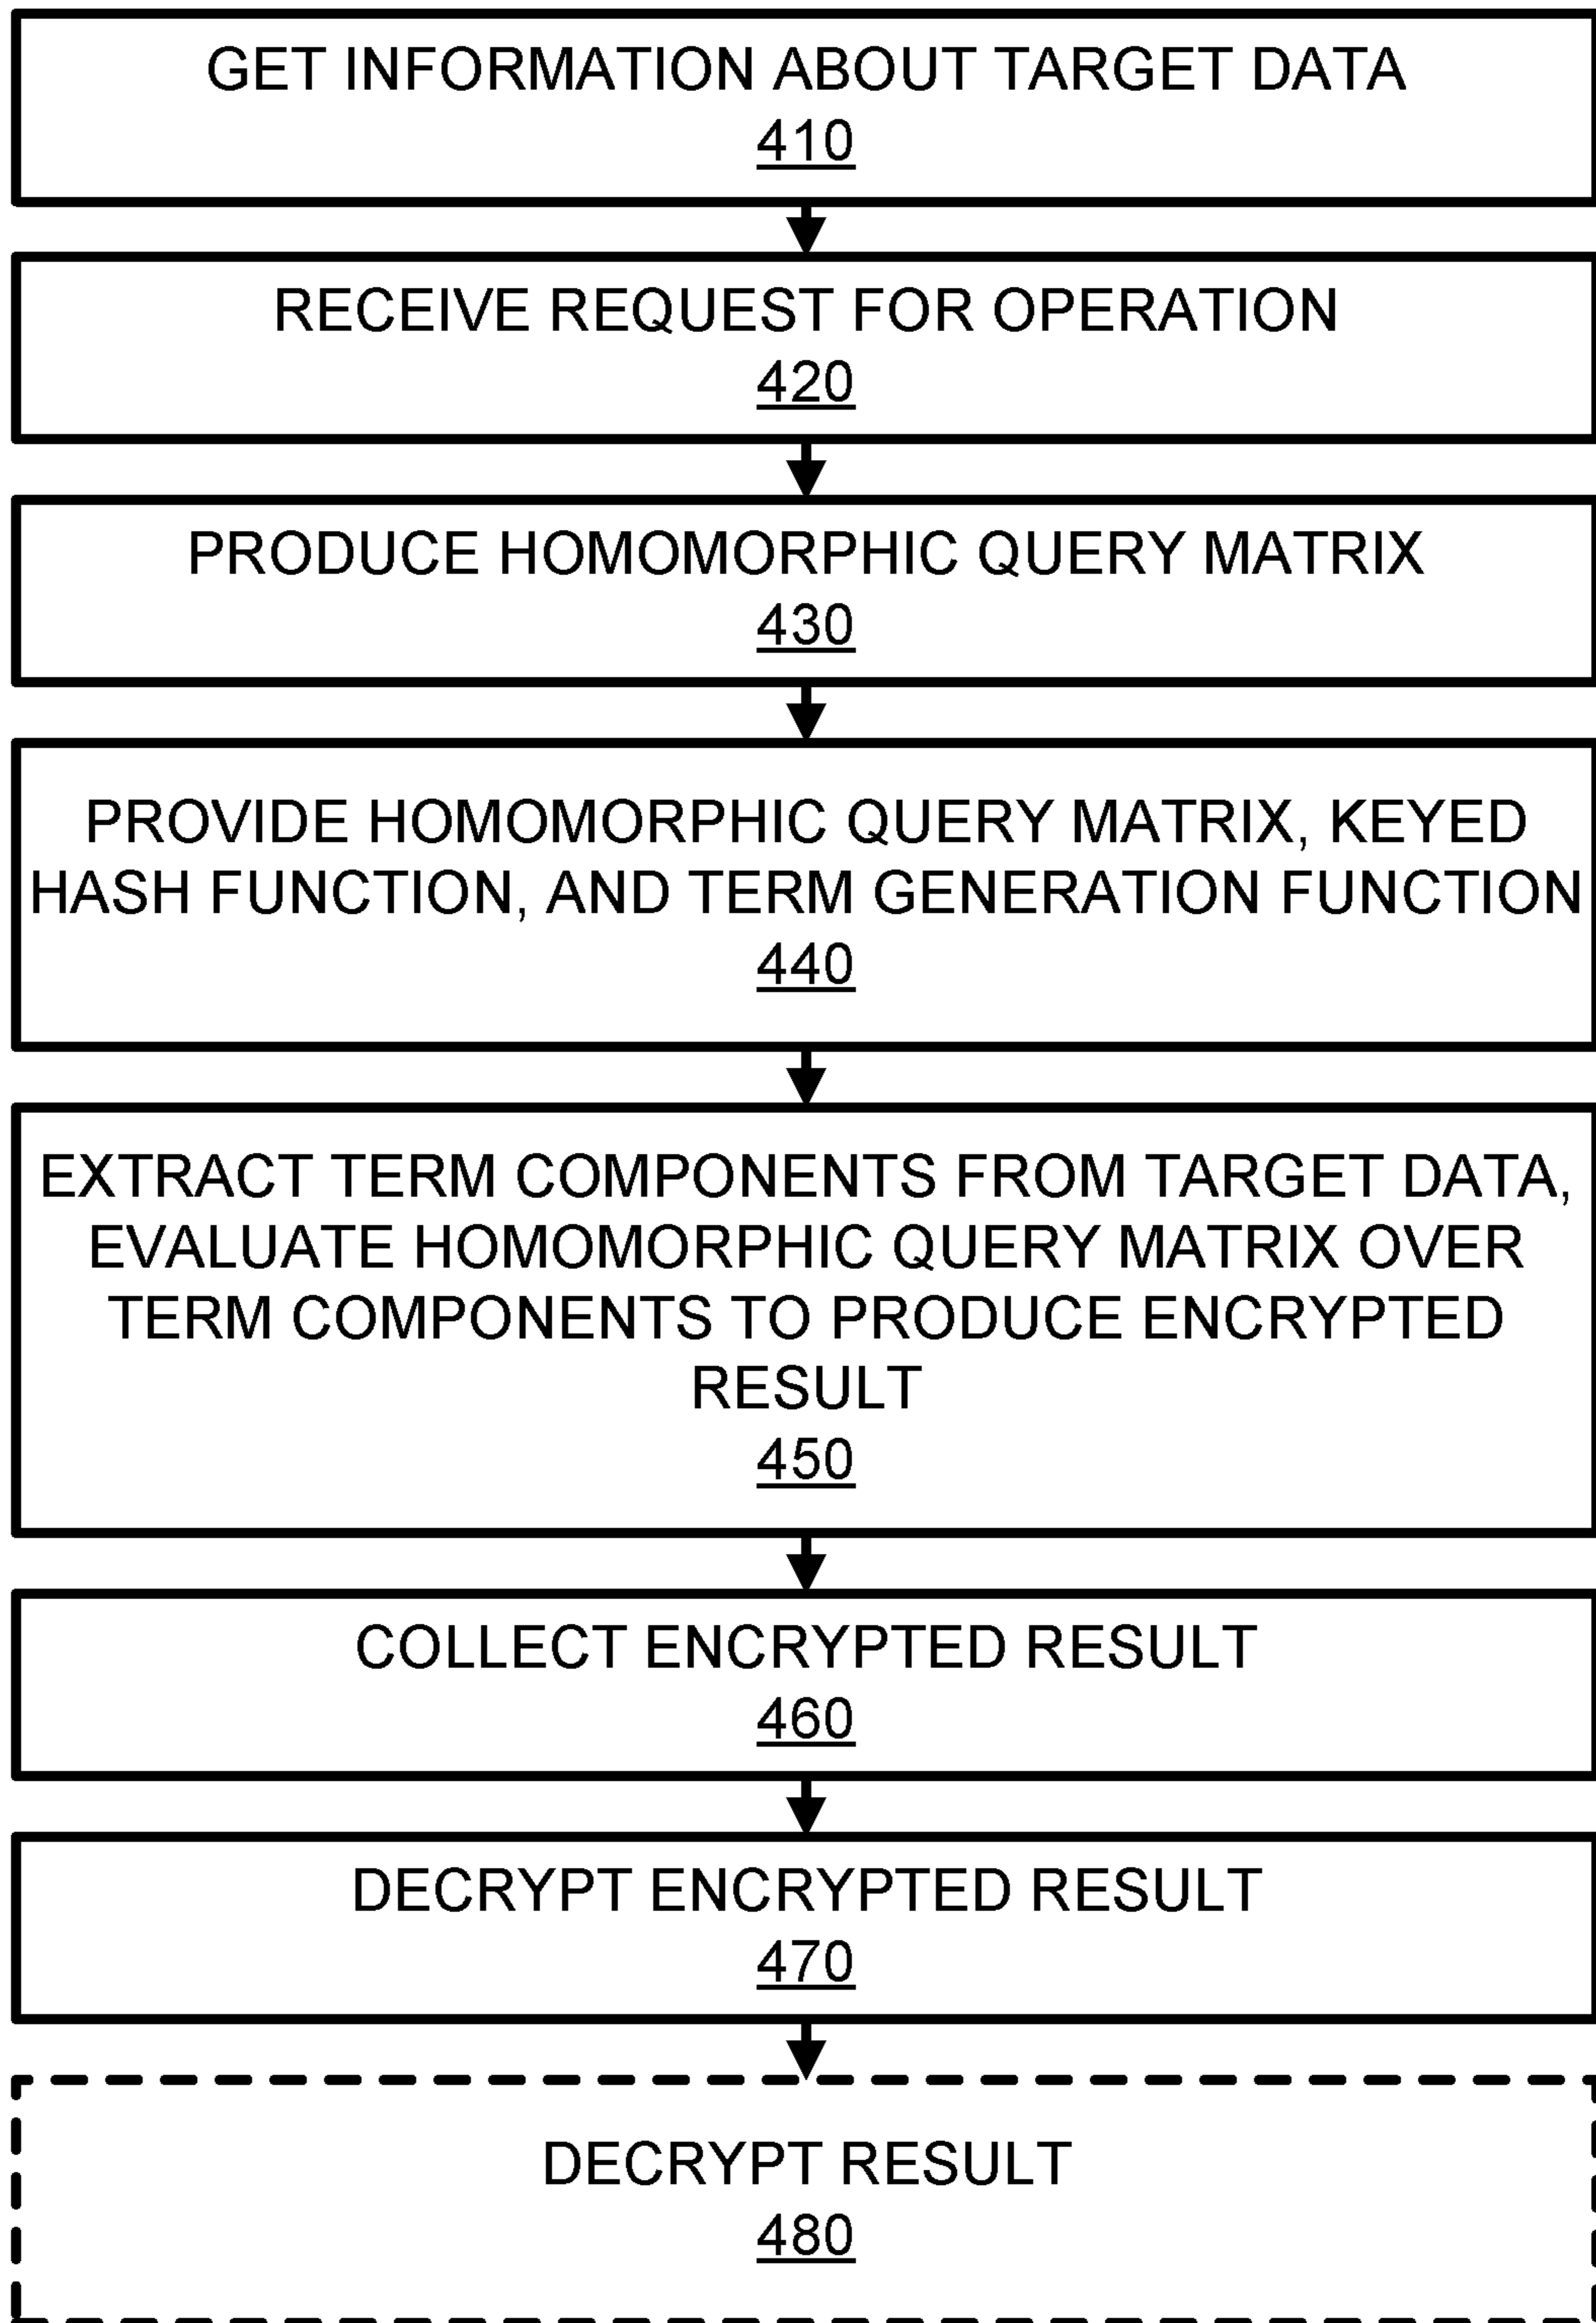 GET INFORMATION ABOUT TARGET DATA
410
RECEIVE REQUEST FOR OPERATION
420
PRODUCE HOMOMORPHIC QUERY MATRIX
430
PROVIDE HOMOMORPHIC QUERY MATRIX, KEYED
HASH FUNCTION, AND TERM GENERATION FUNCTION
440
EXTRACT TERM COMPONENTS FROM TARGET DATA,
EVALUATE HOMOMORPHIC QUERY MATRIX OVER
TERM COMPONENTS TO PRODUCE ENCRYPTED
RESULT
450
COLLECT ENCRYPTED RESULT
460
DECRYPT ENCRYPTED RESULT
470
DECRYPT RESULT
480